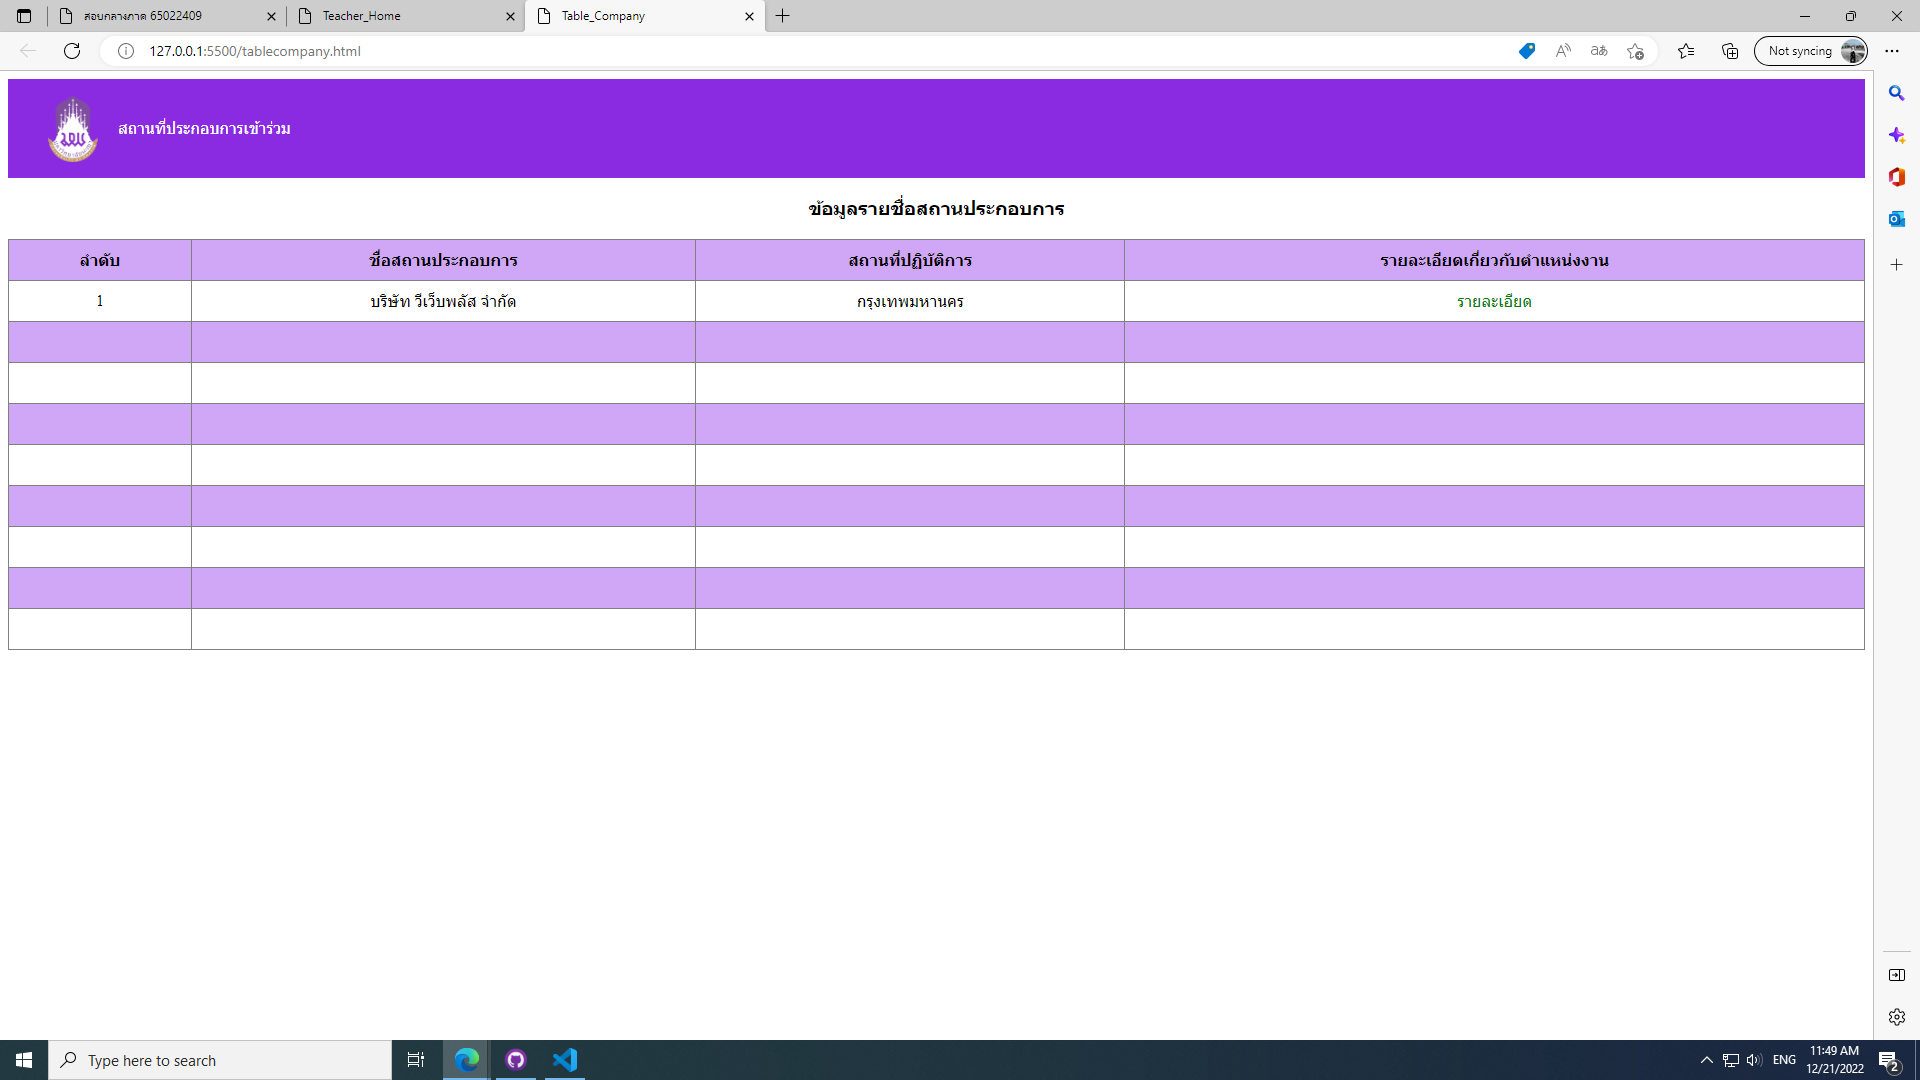 สอบกลางภาค 65022409
Teacher_Home
Table_Company
127.0.0.1:5500/tablecompany.html
Not syncing
สถานที่ประกอบการเข้าร่วม
ข้อมูลรายชื่อสถานประกอบการ
ลำดับ ชื่อสถานประกอบการ สถานที่ปฏิบัติการ รายละเอียดเกี่ยวกับตำแหน่งงาน
1 บริษัท วีเว็บพลัส จำกัด กรุงเทพมหานคร รายละเอียด
Type here to search
ENG
11:49 AM
12/21/2022
2